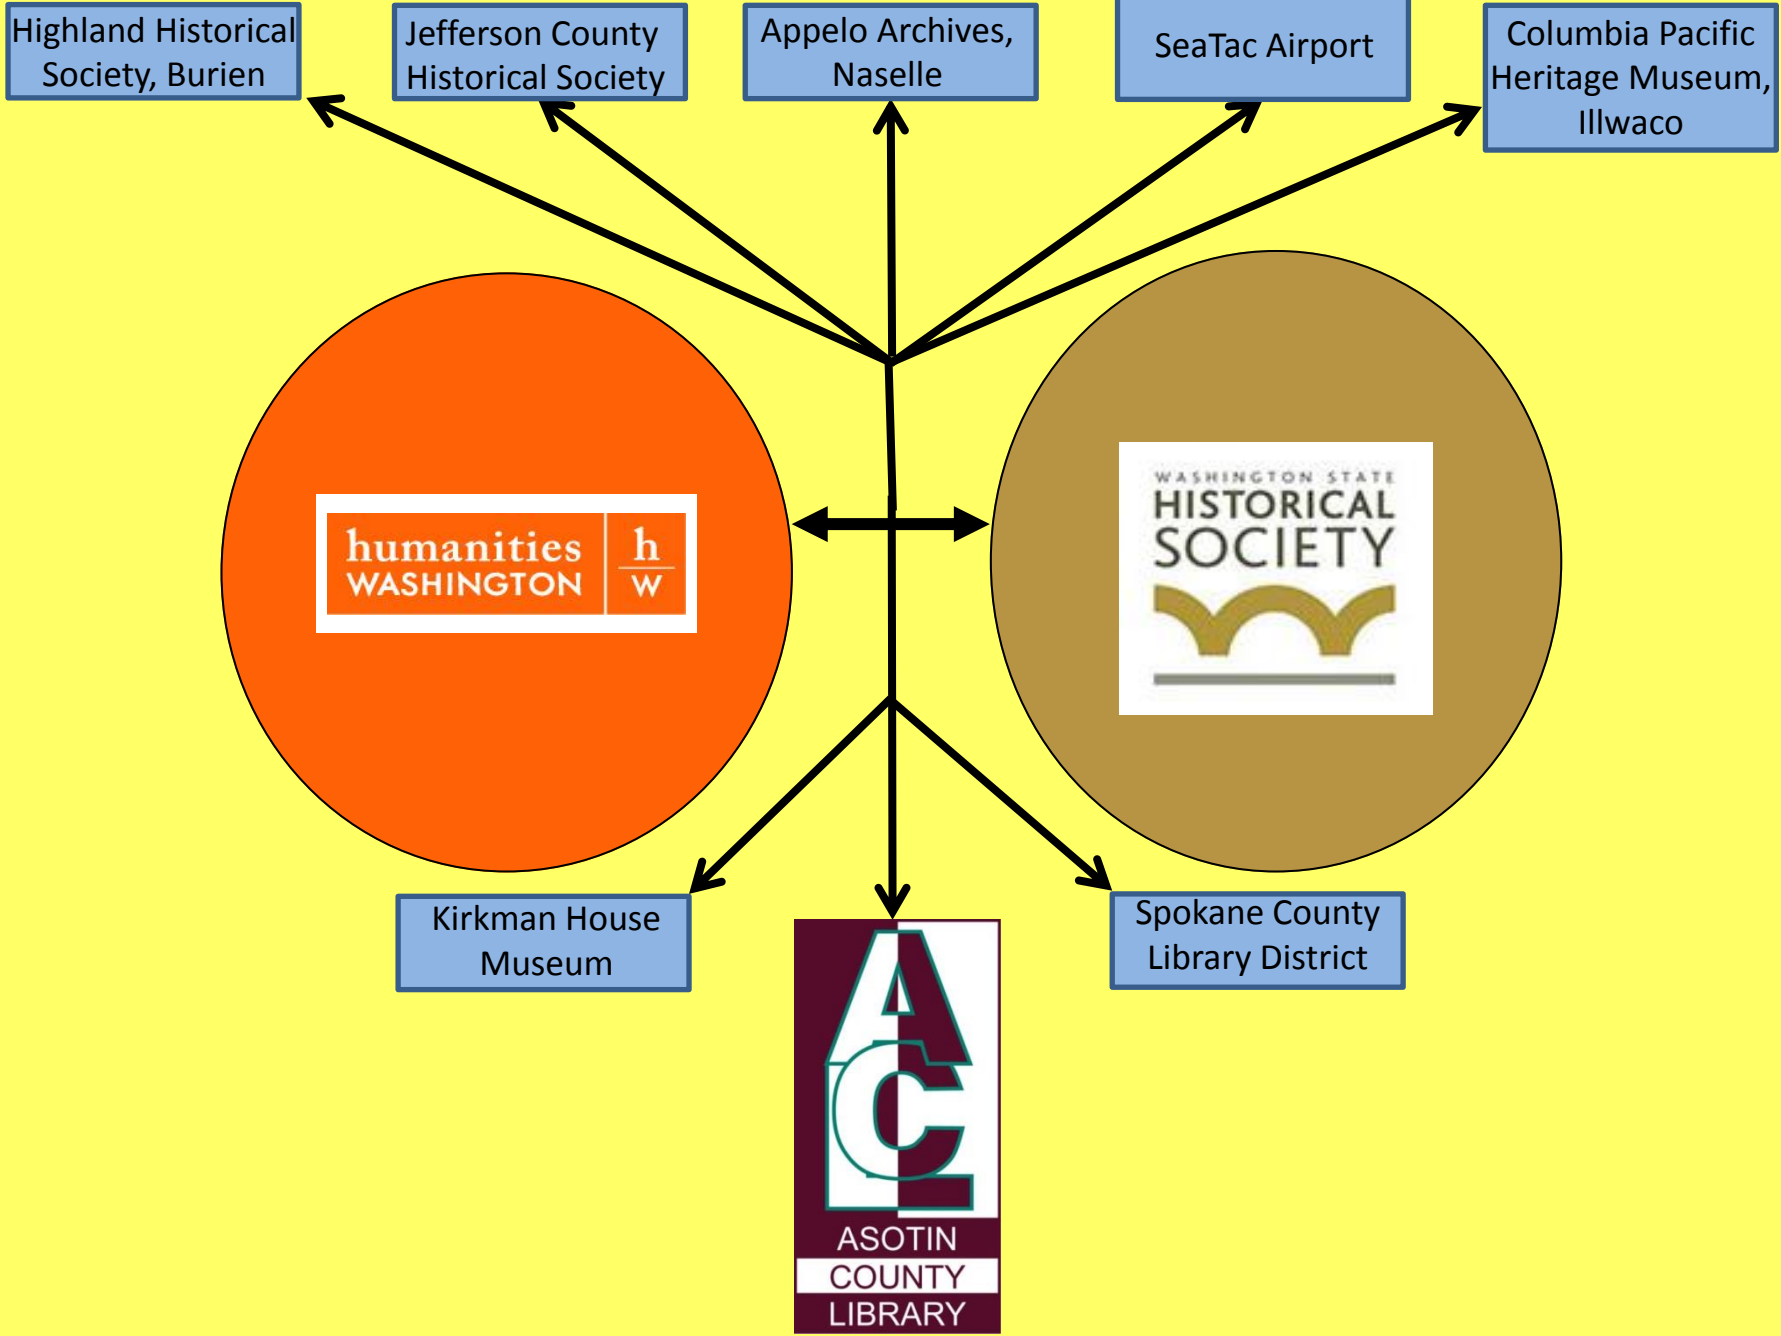 Highland Historical
Society, Burien
Jefferson County
Historical Society
Appelo Archives,
Naselle
SeaTac Airport
Columbia Pacific
Heritage Museum,
Illwaco
humanities
WASHINGTON
h
w
WASHINGTON STATE
HISTORICAL
SOCIETY
Kirkman House
Museum
Spokane County
Library District
ACL
ASOTIN
COUNTY
LIBRARY